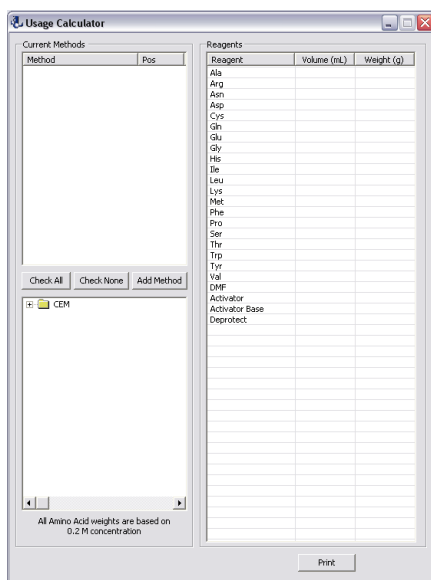 Usage Calculator
Current Methods
Method Pos
Check All Check None Add Method
CEM
All Amino Acid weights are based on
0.2 M concentration
Reagents
Reagent Volume (mL) Weight (g)
Ala
Arg
Asn
Asp
Cys
Gln
Glu
Gly
His
Ile
Leu
Lys
Met
Phe
Pro
Ser
Thr
Trp
Tyr
Val
DMF
Activator
Activator Base
Deprotect
Print